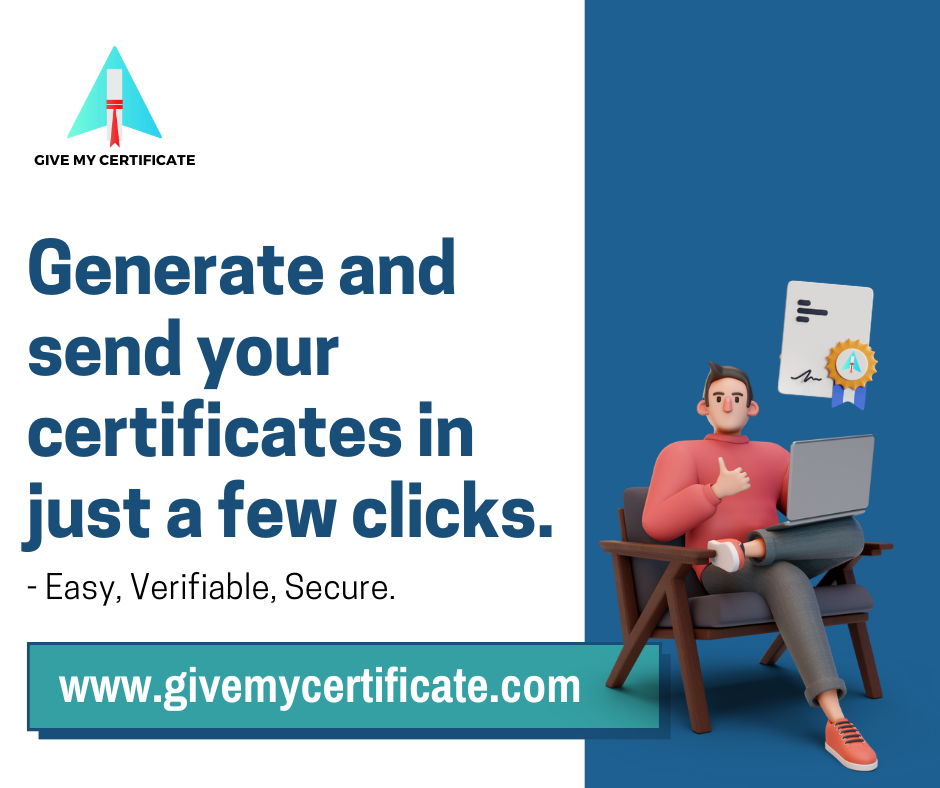 GIVE MY CERTIFICATE
Generate and
send your
certificates in
just a few clicks.
- Easy, Verifiable, Secure.
www.givemycertificate.com